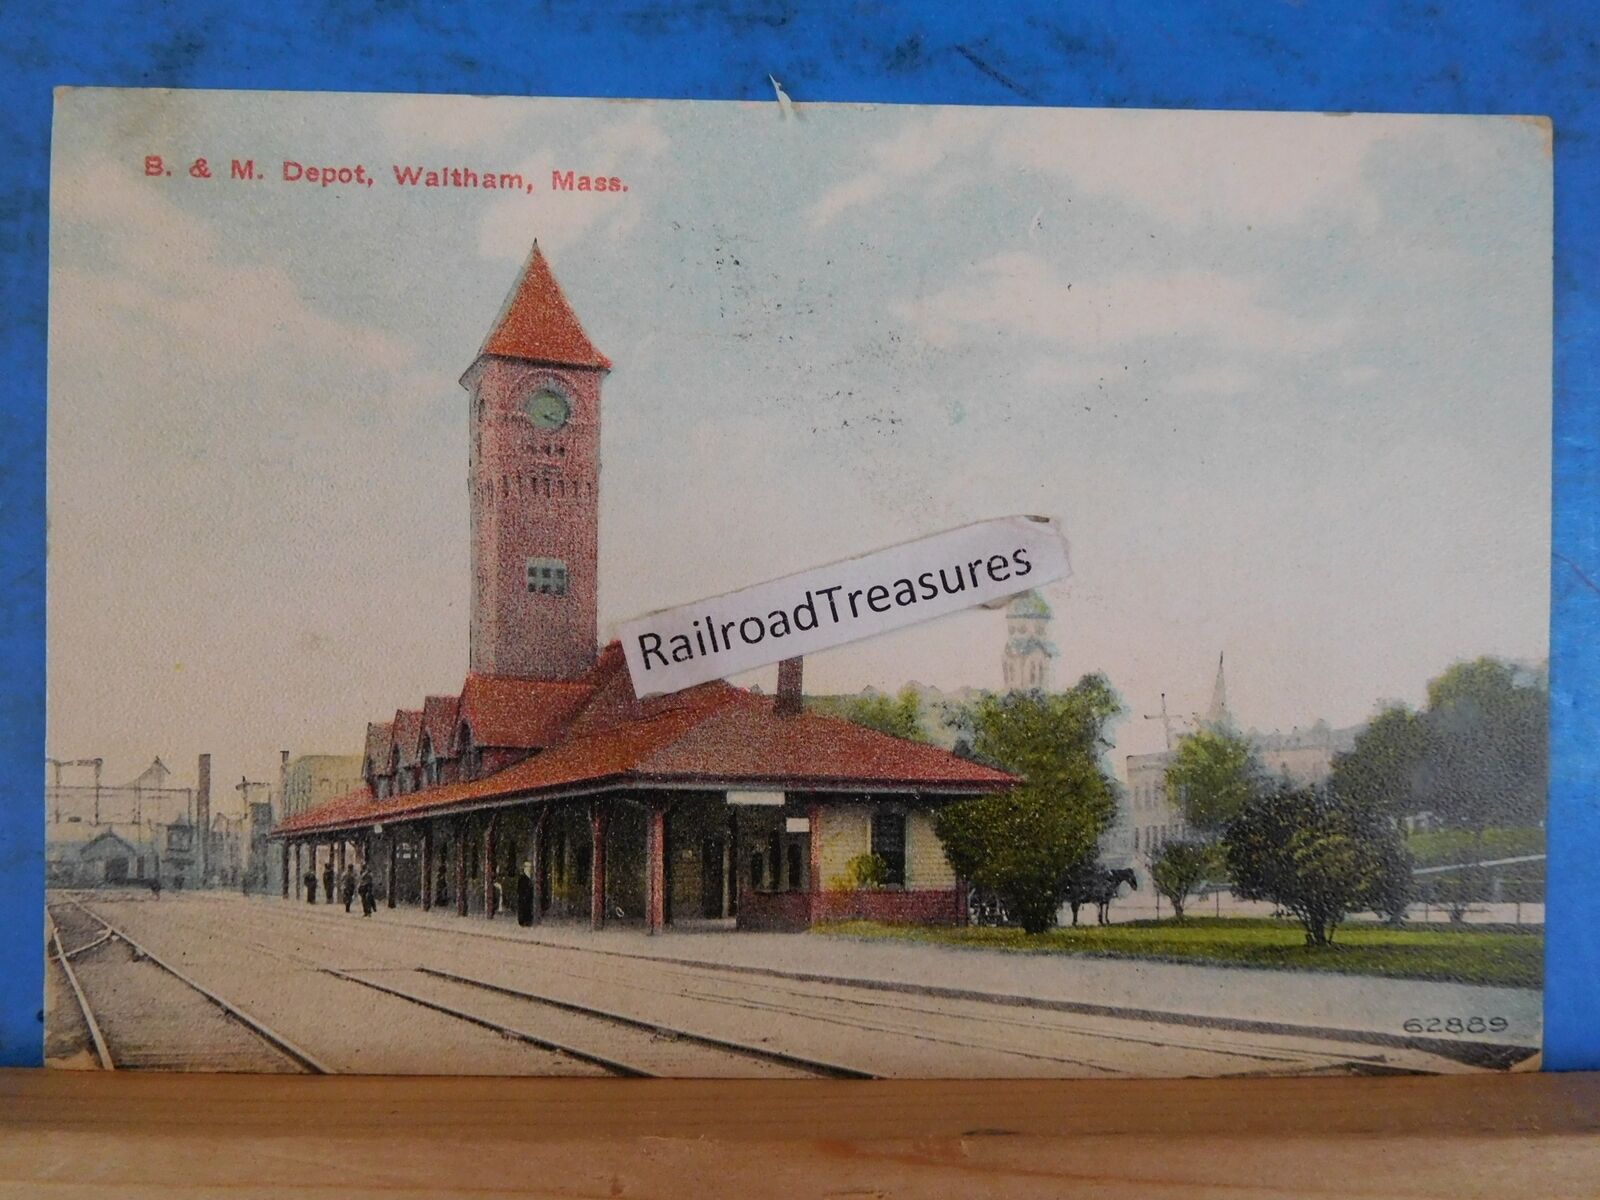 B. & M. Depot, Waltham, Mass.
RailroadTreasures
62889